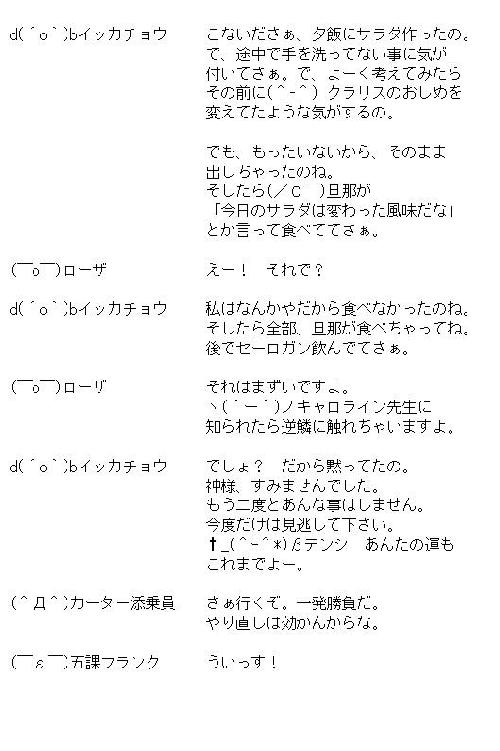 d(´o｀)bイッカチョウ　こないださぁ、夕飯にサラダ作ったの。
で、途中で手を洗ってない事に気が
付いてさぁ。で、よーく考えてみたら
その前に(^-^) クラリスのおしめを
変えてたような気がするの。
でも、もったいないから、そのまま
出しちゃったのね。
そしたら(／C　)旦那が
「今日のサラダは変わった風味だな」
とか言って食べててさぁ。
(￣o￣)ローザ　えー！　それで？
d(´o｀)bイッカチョウ　私はなんかやだから食べなかったのね。
そしたら全部、旦那が食べちゃってね。
後でセーロガン飲んでてさぁ。
(￣o￣)ローザ　それはまずいですよ。
ヽ(´ー｀)ノキャロライン先生に
知られたら逆鱗に触れちゃいますよ。
d(´o｀)bイッカチョウ　でしょ？　だから黙ってたの。
神様、すみませんでした。
もう二度とあんな事はしません。
今度だけは見逃して下さい。
✝_(^-^*)βテンシ　あんたの運も
これまでよー。
(^Д^)カーター添乗員　さぁ行くぞ。一発勝負だ。
やり直しは効かんからな。
(￣ε￣)五課フランク　ういっす！